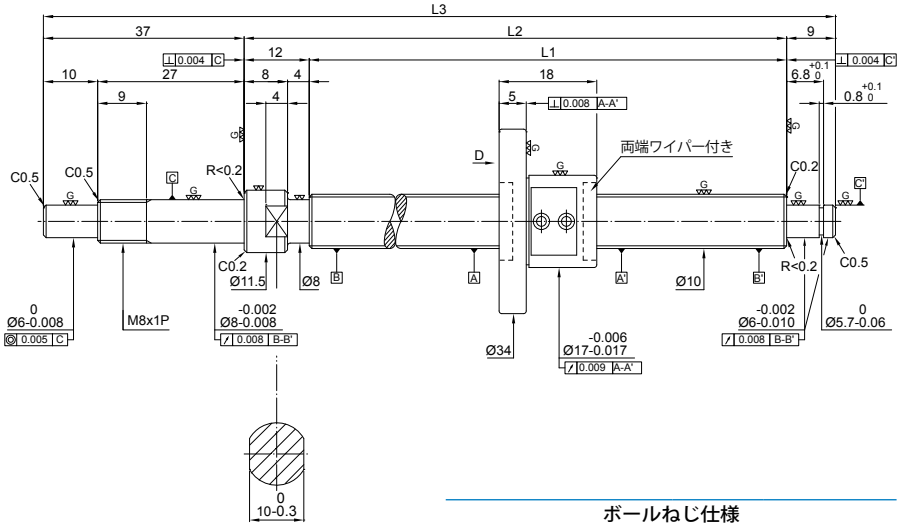 L3
37
L2
9
⊥ 0.004 C
12
L1
6.8 +0.1 0
⊥ 0.004 C'
10
27
8
4
18
0.8 +0.1 0
9
4
5
⊥ 0.008 A-A'
G
G
G
D
両端ワイパー付き
C0.5
C0.5
C
R<0.2
G
C0.2
C'
G
G
G
G
G
C0.2
B
A
A'
B'
R<0.2
C0.5
Ø11.5
Ø8
Ø10
0
Ø6-0.008
◎ 0.005 C
M8x1P
-0.002
Ø8-0.008
↗ 0.008 B-B'
Ø34
-0.006
Ø17-0.017
↗ 0.009 A-A'
-0.002
Ø6-0.010
↗ 0.008 B-B'
0
Ø5.7-0.06
0
10-0.3
ボールねじ仕様